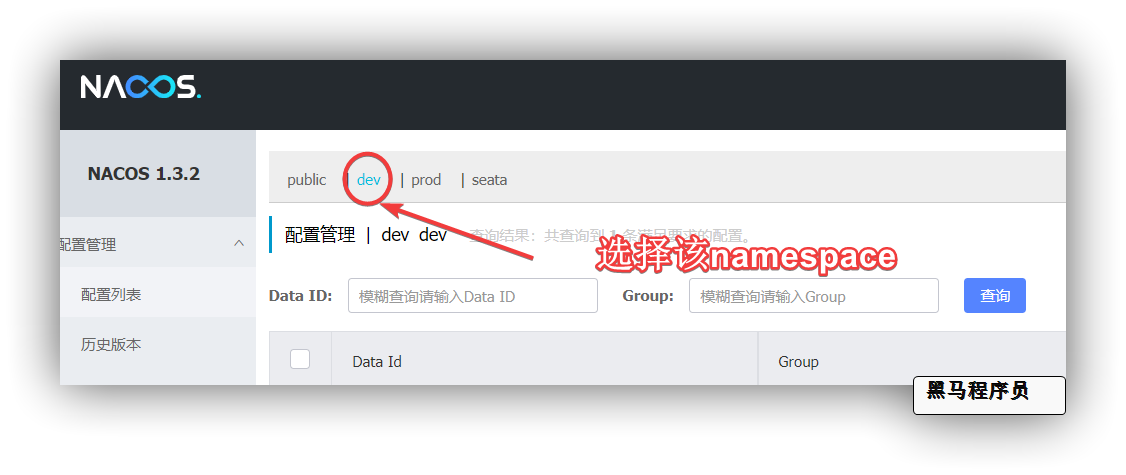 NACOS.
NACOS 1.3.2
public | dev | prod | seata
配置管理
配置管理 | dev dev 查询结果：共查询到 1 条满足要求的配置。
选择该namespace
配置列表
Data ID: 模糊查询请输入Data ID Group: 模糊查询请输入Group 查询
历史版本
Data Id Group
黑马程序员